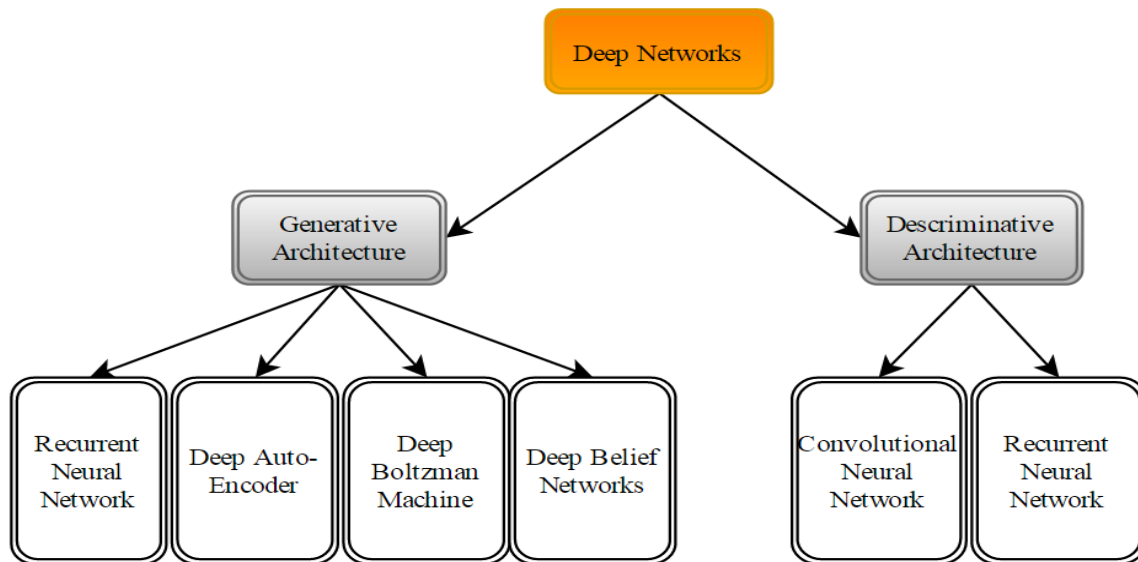 Deep Networks
Generative
Architecture
Descriminative
Architecture
Recurrent
Neural
Network
Deep Auto-
Encoder
Deep
Boltzman
Machine
Deep Belief
Networks
Convolutional
Neural
Network
Recurrent
Neural
Network